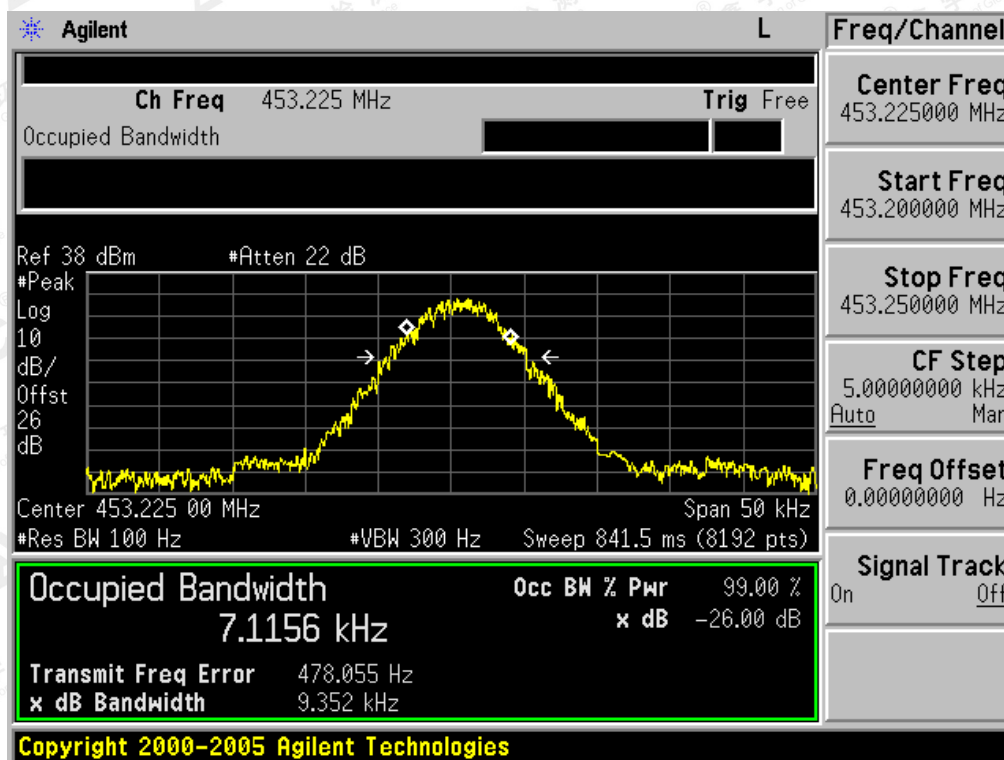 Agilent L Freq/Channel
Ch Freq 453.225 MHz Trig Free
Occupied Bandwidth
Center Freq
453.225000 MHz
Start Freq
453.200000 MHz
Stop Freq
453.250000 MHz
CF Step
5.00000000 kHz
Auto Man
Freq Offset
0.00000000 Hz
Signal Track
On Off
Ref 38 dBm #Atten 22 dB
#Peak
Log
10
dB/
Offst
26
dB
Center 453.225 00 MHz Span 50 kHz
#Res BW 100 Hz #VBW 300 Hz Sweep 841.5 ms (8192 pts)
Occupied Bandwidth Occ BW % Pwr 99.00 %
7.1156 kHz x dB -26.00 dB
Transmit Freq Error 478.055 Hz
x dB Bandwidth 9.352 kHz
Copyright 2000-2005 Agilent Technologies